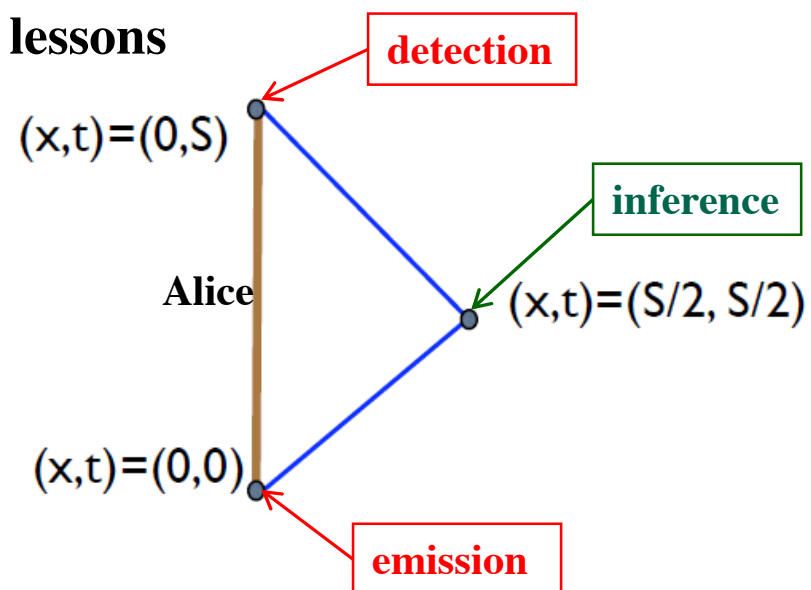 lessons
detection
(x,t)=(0,S)
inference
Alice
(x,t)=(S/2, S/2)
(x,t)=(0,0)
emission